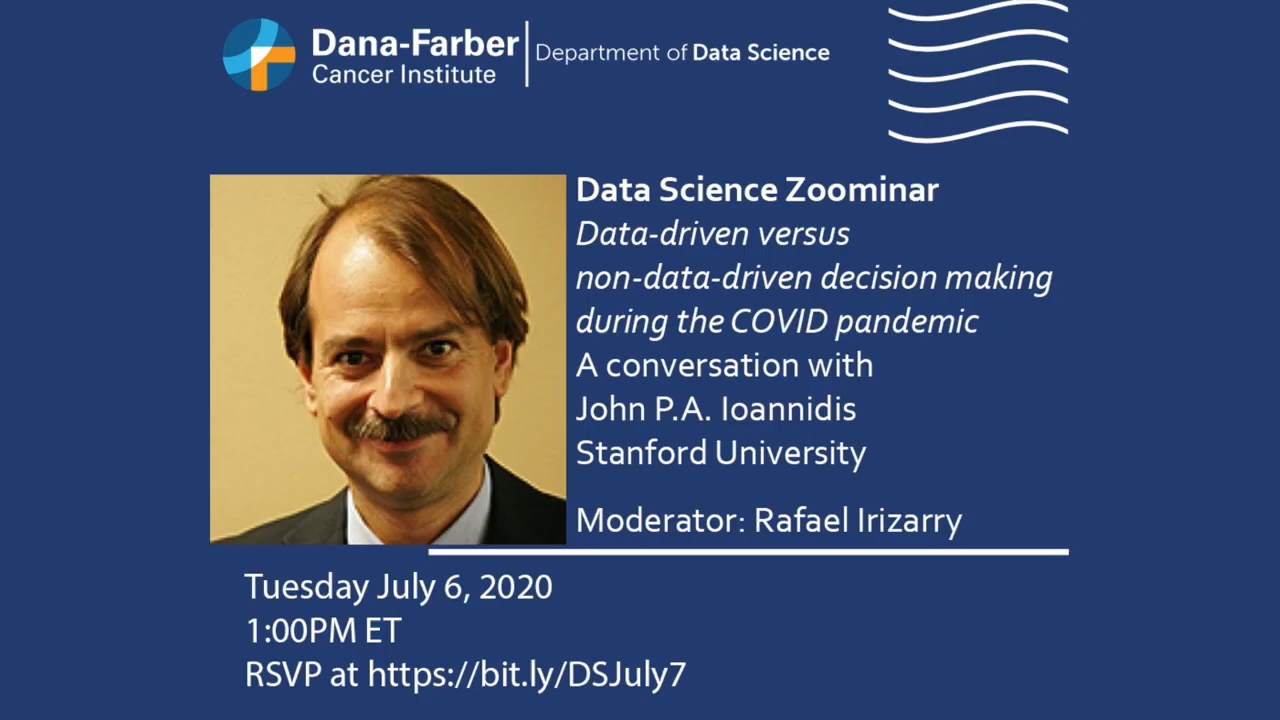 Dana-Farber
Cancer Institute
Department of Data Science
Data Science Zoominar
Data-driven versus
non-data-driven decision making
during the COVID pandemic
A conversation with
John P.A. Ioannidis
Stanford University
Moderator: Rafael Irizarry
Tuesday July 6, 2020
1:00PM ET
RSVP at https://bit.ly/DSJuly7